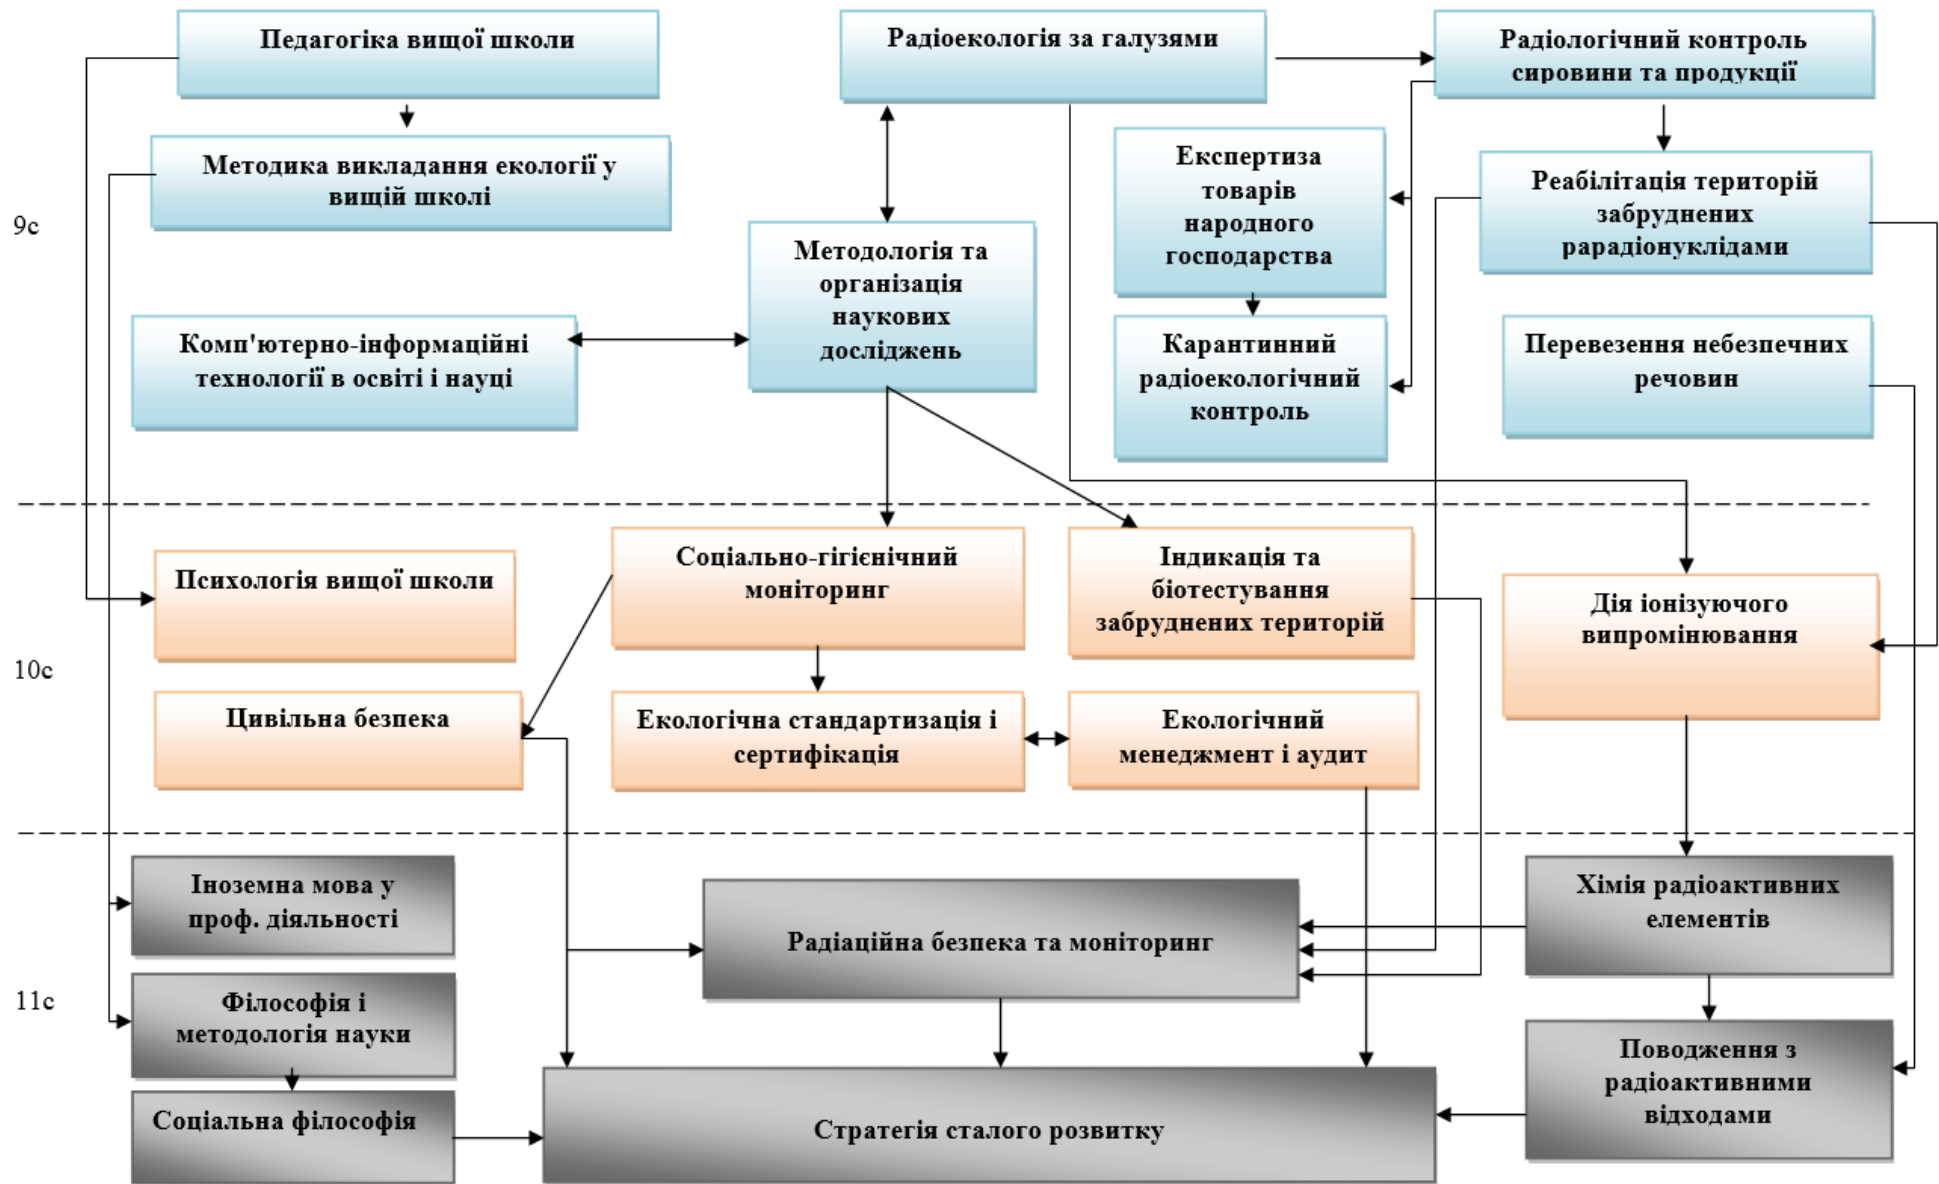 Педагогіка вищої школи
Радіоекологія за галузями
Радіологічний контроль
сировини та продукції
Методика викладання екології у
вищій школі
Експертиза
товарів
народного
господарства
Реабілітація територій
забруднених
рарадіонуклідами
9с
Методологія та
організація
наукових
досліджень
Комп'ютерно-інформаційні
технології в освіті і науці
Карантинний
радіоекологічний
контроль
Перевезення небезпечних
речовин
Психологія вищої школи
Соціально-гігієнічний
моніторинг
Індикація та
біотестування
забруднених територій
Дія іонізуючого
випромінювання
10с
Цивільна безпека
Екологічна стандартизація і
сертифікація
Екологічний
менеджмент і аудит
Іноземна мова у
проф. діяльності
Радіаційна безпека та моніторинг
Хімія радіоактивних
елементів
11с
Філософія і
методологія науки
Поводження з
радіоактивними
відходами
Соціальна філософія
Стратегія сталого розвитку